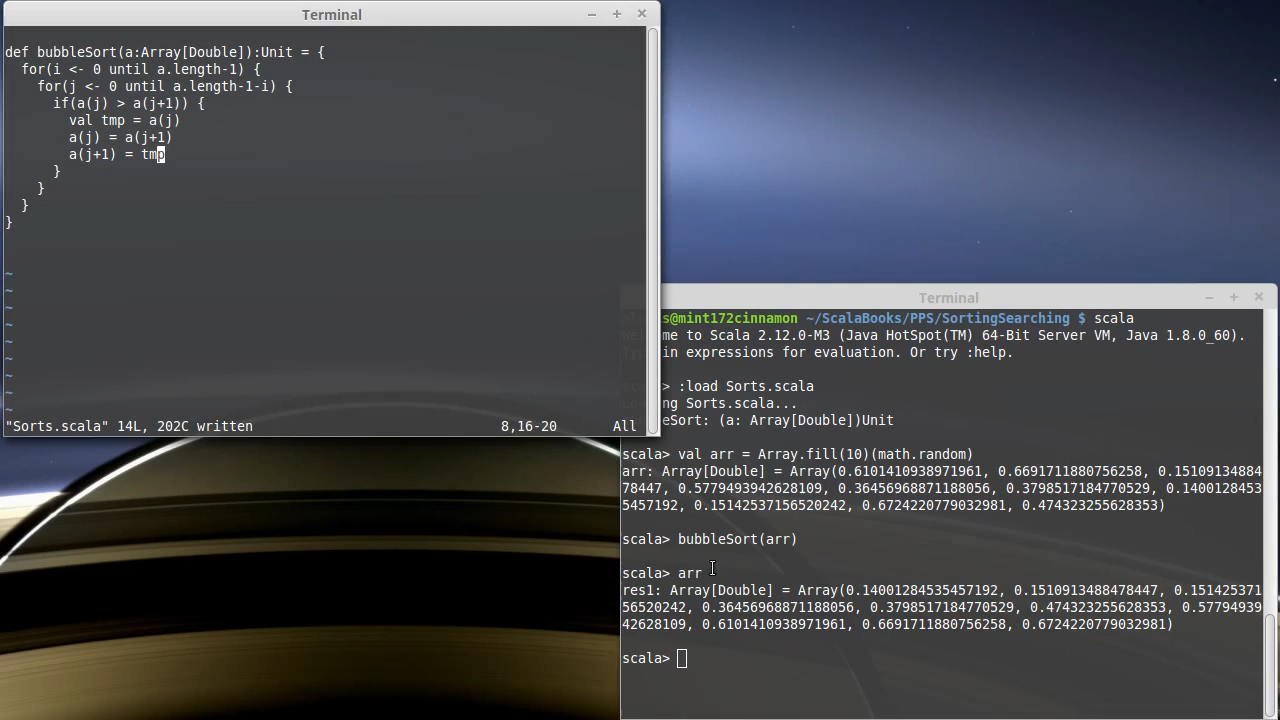 Terminal
def bubbleSort(a:Array[Double]):Unit = {
  for(i <- 0 until a.length-1) {
    for(j <- 0 until a.length-1-i) {
      if(a(j) > a(j+1)) {
        val tmp = a(j)
        a(j) = a(j+1)
        a(j+1) = tmp
      }
    }
  }
}
~
~
~
~
~
~
~
~
~
"Sorts.scala" 14L, 202C written 8,16-20 All
Terminal
s@mint172cinnamon ~/ScalaBooks/PPS/SortingSearching $ scala
me to Scala 2.12.0-M3 (Java HotSpot(TM) 64-Bit Server VM, Java 1.8.0_60).
in expressions for evaluation. Or try :help.
> :load Sorts.scala
ng Sorts.scala...
eSort: (a: Array[Double])Unit
scala> val arr = Array.fill(10)(math.random)
arr: Array[Double] = Array(0.6101410938971961, 0.6691711880756258, 0.15109134884
78447, 0.5779493942628109, 0.36456968871188056, 0.3798517184770529, 0.1400128453
5457192, 0.15142537156520242, 0.6724220779032981, 0.474323255628353)
scala> bubbleSort(arr)
scala> arr
res1: Array[Double] = Array(0.14001284535457192, 0.1510913488478447, 0.151425371
56520242, 0.36456968871188056, 0.3798517184770529, 0.474323255628353, 0.57794939
42628109, 0.6101410938971961, 0.6691711880756258, 0.6724220779032981)
scala>